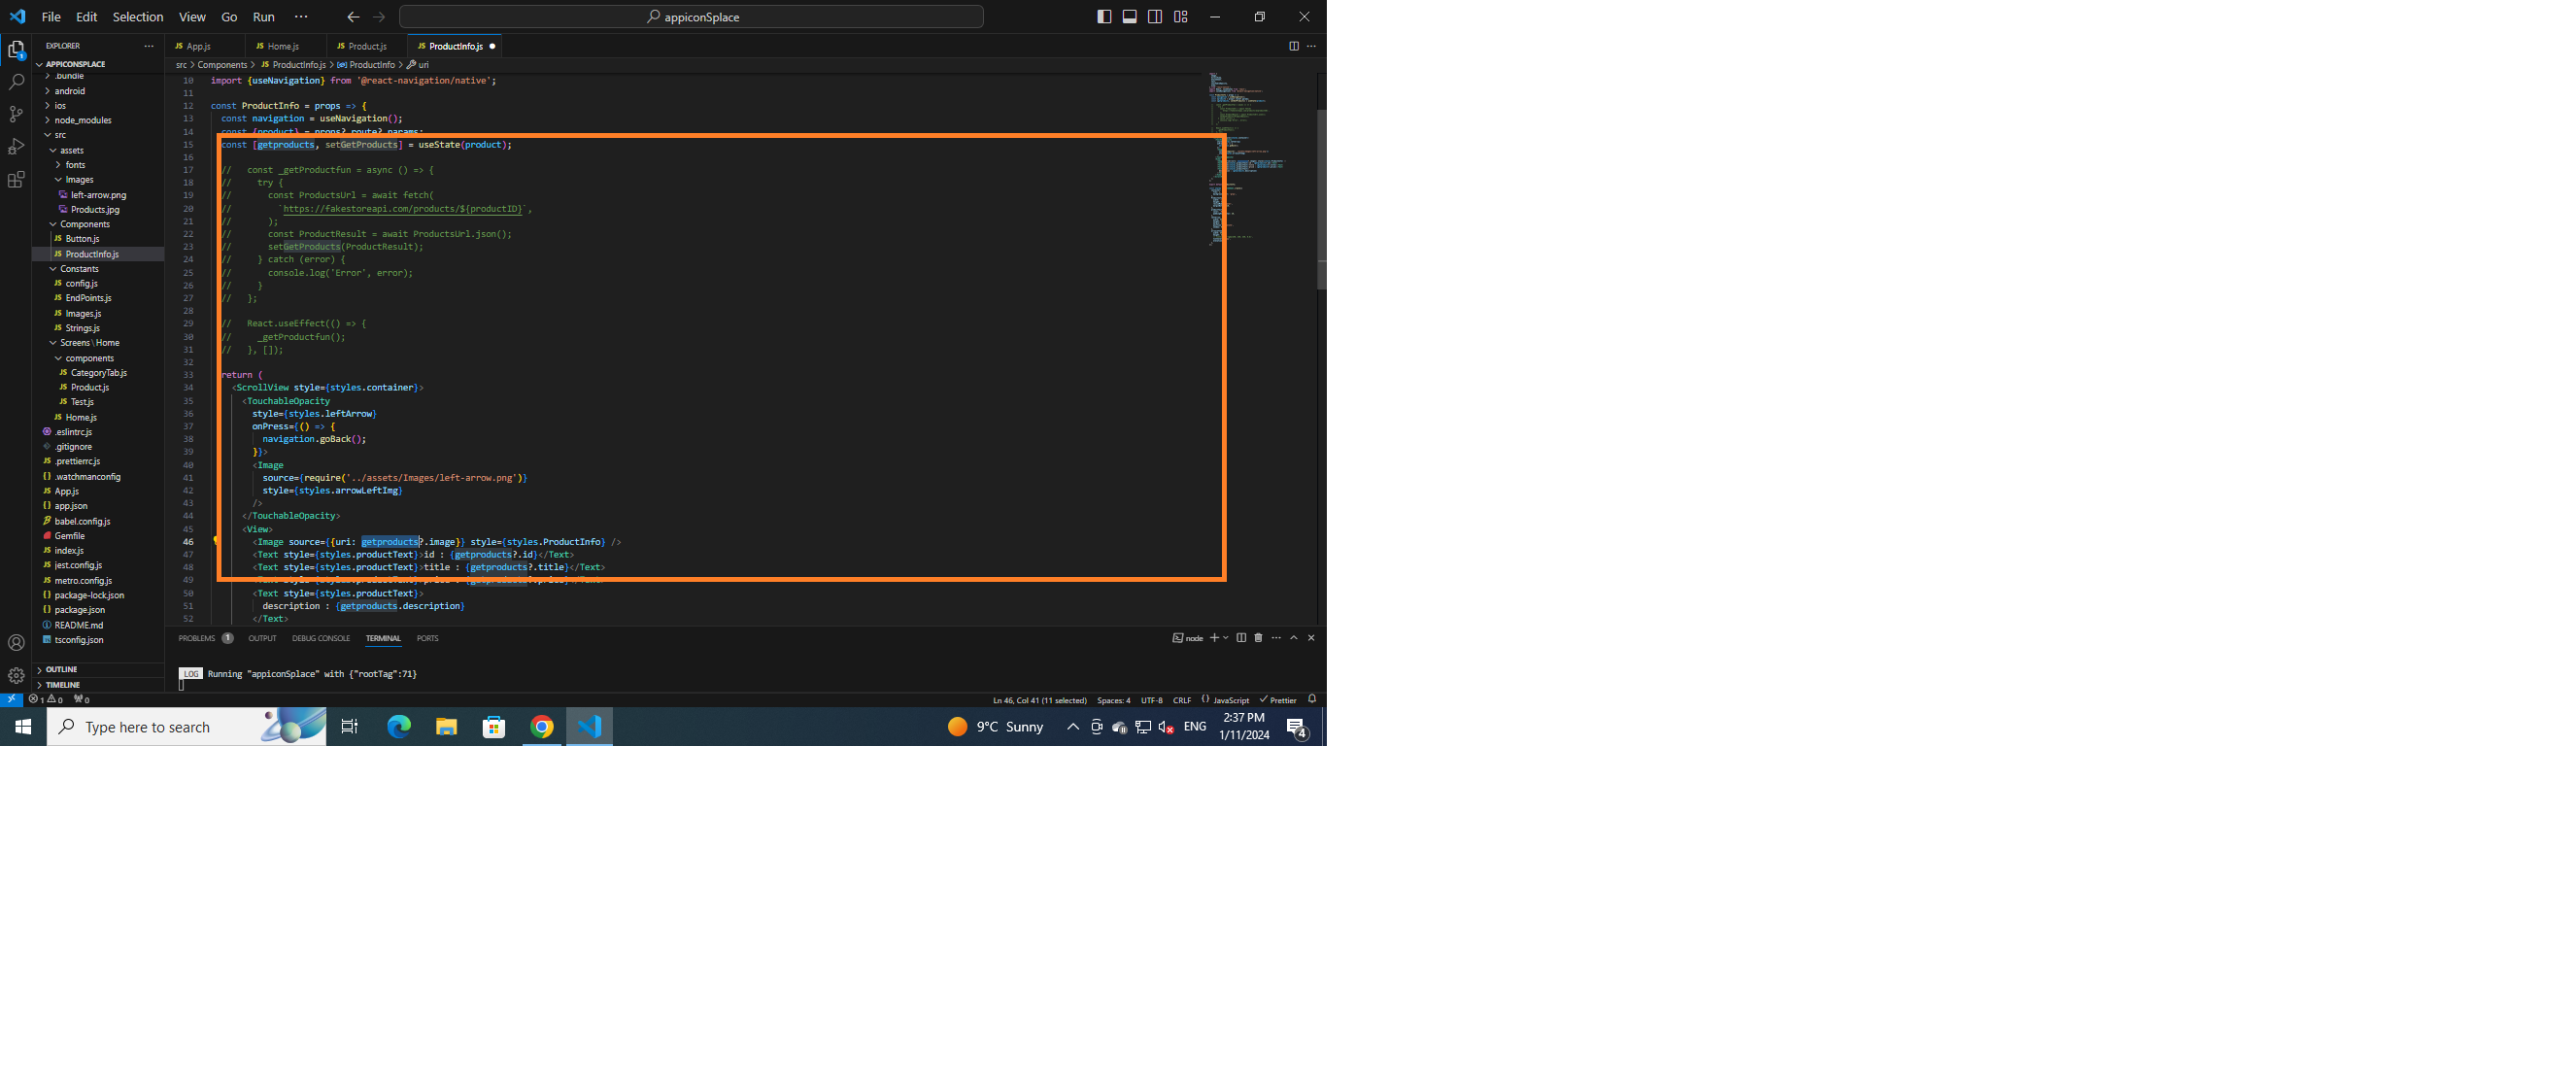 File Edit Selection View Go Run ··· appiconSplace
EXPLORER ···
APPICONSPLACE
.bundle
android
ios
node_modules
src
assets
fonts
Images
left-arrow.png
Products.jpg
Components
Button.js
ProductInfo.js
Constants
config.js
EndPoints.js
Images.js
Strings.js
Screens\Home
components
CategoryTab.js
Product.js
Test.js
Home.js
.eslintrc.js
.gitignore
.prettierrc.js
.watchmanconfig
App.js
app.json
babel.config.js
Gemfile
index.js
jest.config.js
metro.config.js
package-lock.json
package.json
README.md
tsconfig.json
OUTLINE
TIMELINE
JS App.js JS Home.js JS Product.js JS ProductInfo.js
src > Components > JS ProductInfo.js > ProductInfo > uri
10 import {useNavigation} from '@react-navigation/native';
11
12 const ProductInfo = props => {
13 const navigation = useNavigation();
14 const {product} = props?.route?.params;
15 const [getproducts, setGetProducts] = useState(product);
16
17 // const _getProductfun = async () => {
18 // try {
19 // const ProductsUrl = await fetch(
20 // `https://fakestoreapi.com/products/${productID}`,
21 // );
22 // const ProductResult = await ProductsUrl.json();
23 // setGetProducts(ProductResult);
24 // } catch (error) {
25 // console.log('Error', error);
26 // }
27 // };
28
29 // React.useEffect(() => {
30 // _getProductfun();
31 // }, []);
32
33 return (
34 <ScrollView style={styles.container}>
35 <TouchableOpacity
36 style={styles.leftArrow}
37 onPress={() => {
38 navigation.goBack();
39 }}>
40 <Image
41 source={require('../assets/Images/left-arrow.png')}
42 style={styles.arrowLeftImg}
43 />
44 </TouchableOpacity>
45 <View>
46 <Image source={{uri: getproducts?.image}} style={styles.ProductInfo} />
47 <Text style={styles.productText}>id : {getproducts?.id}</Text>
48 <Text style={styles.productText}>title : {getproducts?.title}</Text>
49 <Text style={styles.productText}>price : {getproducts?.price}</Text>
50 <Text style={styles.productText}>
51 description : {getproducts.description}
52 </Text>
PROBLEMS 1 OUTPUT DEBUG CONSOLE TERMINAL PORTS node
LOG Running "appiconSplace" with {"rootTag":71}
1 0 0 Ln 46, Col 41 (11 selected) Spaces: 4 UTF-8 CRLF {} JavaScript Prettier
Type here to search 9°C Sunny ENG 2:37 PM
1/11/2024 4